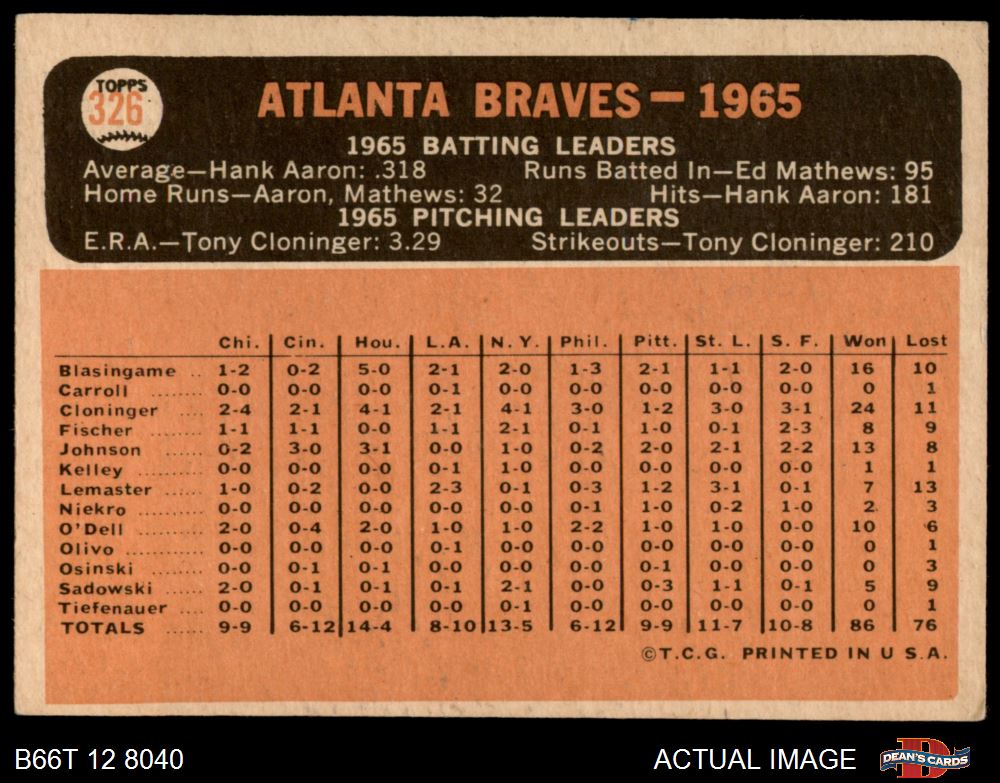 TOPPS
326
ATLANTA BRAVES — 1965
1965 BATTING LEADERS
Average—Hank Aaron: .318 Runs Batted In—Ed Mathews: 95
Home Runs—Aaron, Mathews: 32 Hits—Hank Aaron: 181
1965 PITCHING LEADERS
E.R.A.—Tony Cloninger: 3.29 Strikeouts—Tony Cloninger: 210
Chi. Cin. Hou. L.A. N.Y. Phil. Pitt. St. L. S. F. Won Lost
Blasingame .. 1-2 0-2 5-0 2-1 2-0 1-3 2-1 1-1 2-0 16 10
Carroll ........ 0-0 0-0 0-0 0-1 0-0 0-0 0-0 0-0 0-0 0 1
Cloninger ...... 2-4 2-1 4-1 2-1 4-1 3-0 1-2 3-0 3-1 24 11
Fischer ........ 1-1 1-1 0-0 1-1 2-1 0-1 1-0 0-1 2-3 8 9
Johnson ...... 0-2 3-0 3-1 0-0 1-0 0-2 2-0 2-1 2-2 13 8
Kelley .......... 0-0 0-0 0-0 0-1 1-0 0-0 0-0 0-0 0-0 1 1
Lemaster ...... 1-0 0-2 0-0 2-3 0-1 0-3 1-2 3-1 0-1 7 13
Niekro .......... 0-0 0-0 0-0 0-0 0-0 0-1 1-0 0-2 1-0 2 3
O'Dell .......... 2-0 0-4 2-0 1-0 1-0 2-2 1-0 1-0 0-0 10 6
Olivo ............ 0-0 0-0 0-0 0-1 0-0 0-0 0-0 0-0 0-0 0 1
Osinski ........ 0-0 0-1 0-1 0-0 0-0 0-0 0-1 0-0 0-0 0 3
Sadowski ...... 2-0 0-1 0-1 0-1 2-1 0-0 0-3 1-1 0-1 5 9
Tiefenauer .... 0-0 0-0 0-0 0-0 0-1 0-0 0-0 0-0 0-0 0 1
TOTALS ...... 9-9 6-12 14-4 8-10 13-5 6-12 9-9 11-7 10-8 86 76
©T.C.G. PRINTED IN U.S.A.
B66T 12 8040 ACTUAL IMAGE DEAN'S CARDS